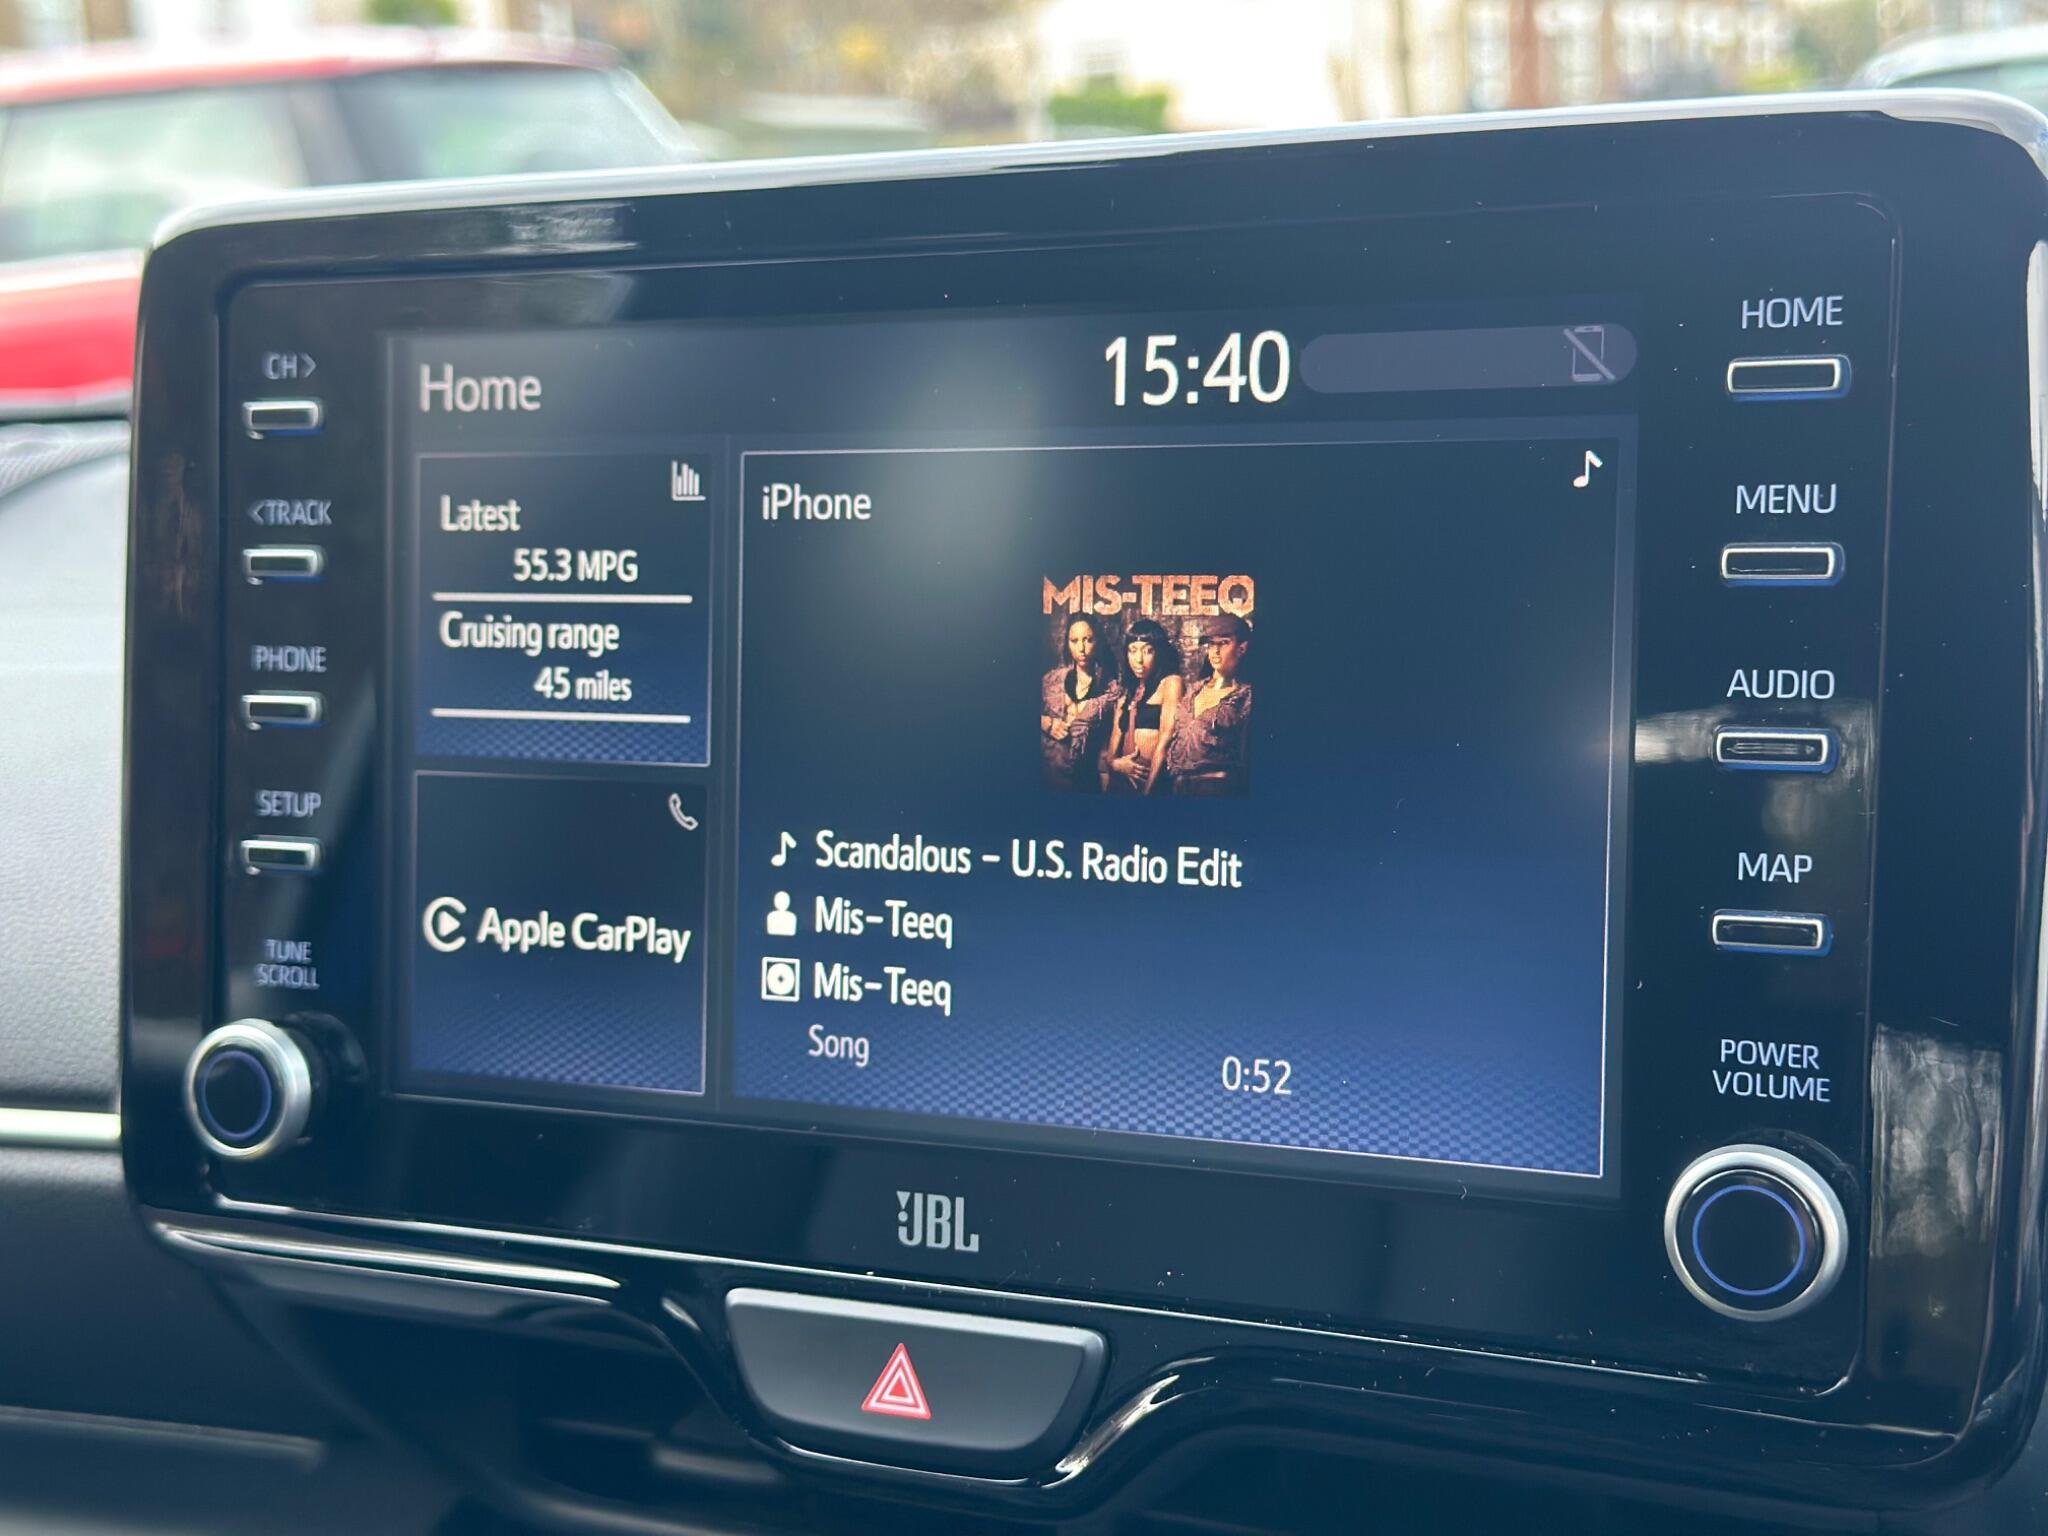 CH>
<TRACK
PHONE
SETUP
TUNE
SCROLL
Home
15:40
Latest
55.3 MPG
Cruising range
45 miles
Apple CarPlay
iPhone
MIS-TEEQ
Scandalous - U.S. Radio Edit
Mis-Teeq
Mis-Teeq
Song
0:52
HOME
MENU
AUDIO
MAP
POWER
VOLUME
JBL